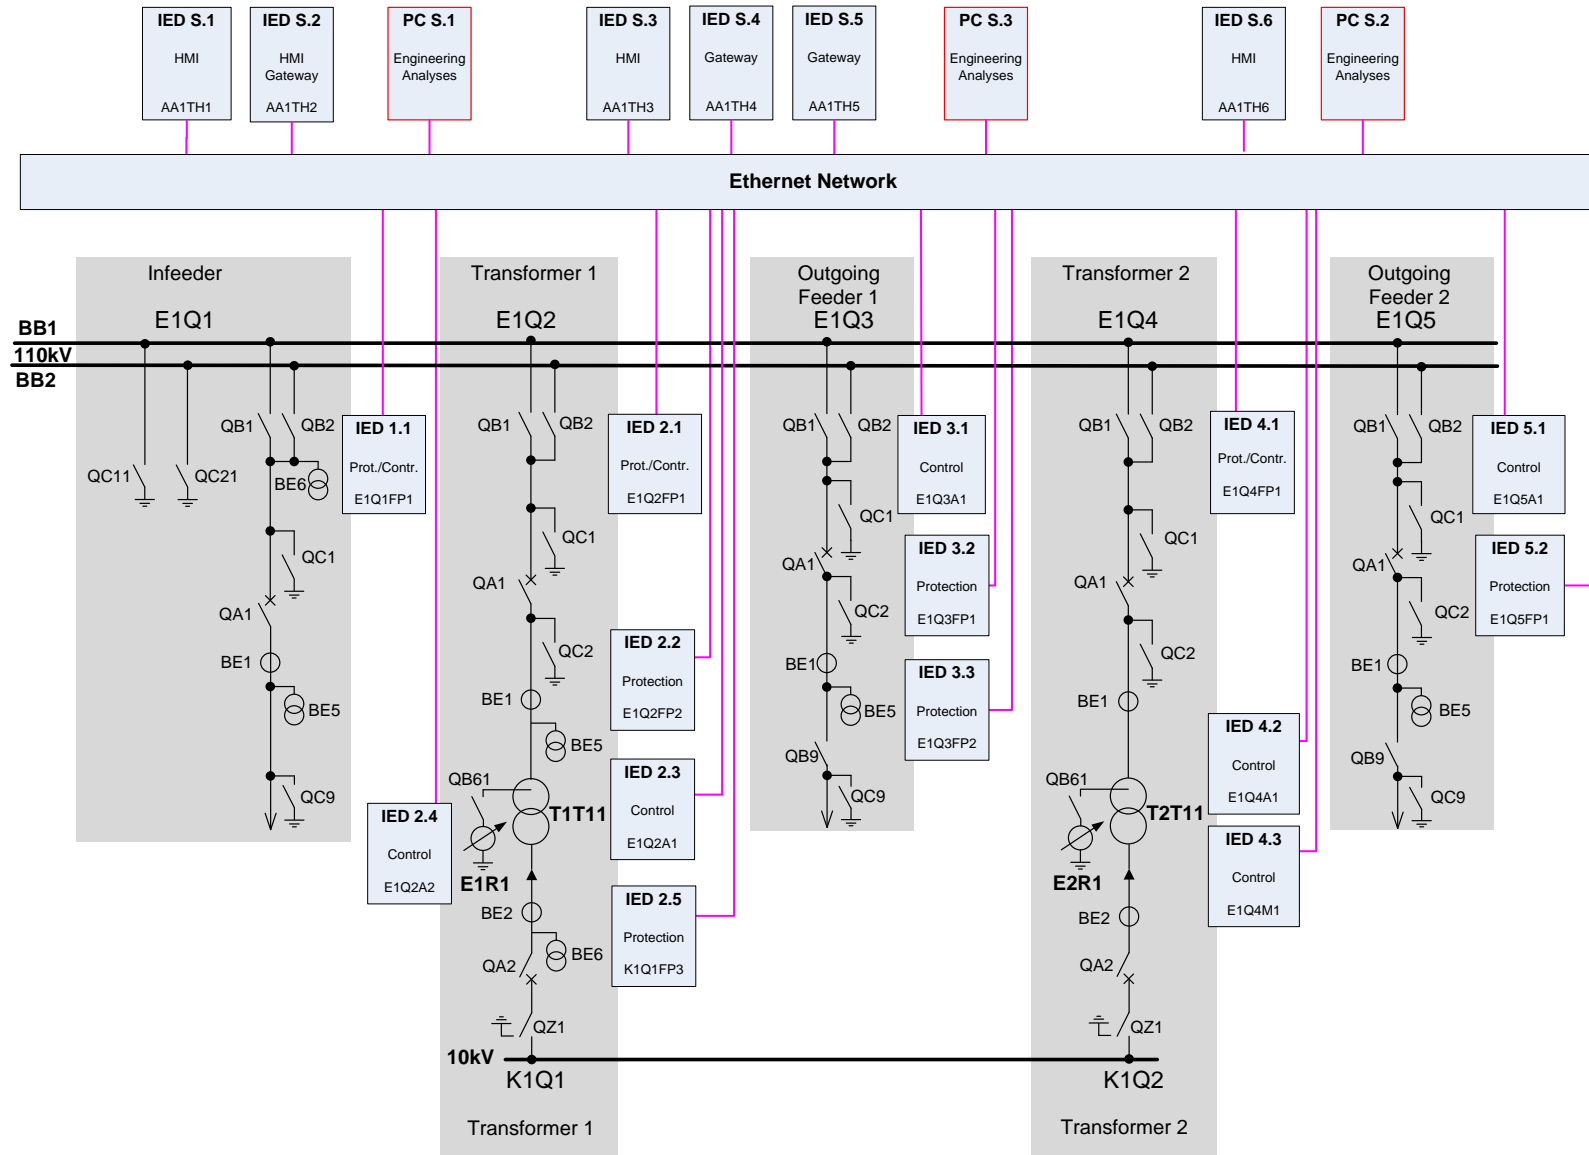 IED S.1
HMI
AA1TH1
IED S.2
HMI
Gateway
AA1TH2
PC S.1
Engineering
Analyses
IED S.3
HMI
AA1TH3
IED S.4
Gateway
AA1TH4
IED S.5
Gateway
AA1TH5
PC S.3
Engineering
Analyses
IED S.6
HMI
AA1TH6
PC S.2
Engineering
Analyses
Ethernet Network
Infeeder
E1Q1
Transformer 1
E1Q2
Outgoing
Feeder 1
E1Q3
Transformer 2
E1Q4
Outgoing
Feeder 2
E1Q5
BB1
110kV
BB2
QC11
QC21
QB1
QB2
BE6
QC1
QA1
BE1
BE5
QC9
IED 1.1
Prot./Contr.
E1Q1FP1
QB1
QB2
QC1
QA1
QC2
BE1
BE5
QB61
T1T11
E1R1
BE2
BE6
QA2
QZ1
IED 2.1
Prot./Contr.
E1Q2FP1
IED 2.2
Protection
E1Q2FP2
IED 2.3
Control
E1Q2A1
IED 2.4
Control
E1Q2A2
IED 2.5
Protection
K1Q1FP3
QB1
QB2
QC1
QA1
QC2
BE1
BE5
QB9
QC9
IED 3.1
Control
E1Q3A1
IED 3.2
Protection
E1Q3FP1
IED 3.3
Protection
E1Q3FP2
QB1
QB2
QC1
QA1
QC2
BE1
QB61
T2T11
E2R1
BE2
QA2
QZ1
IED 4.1
Prot./Contr.
E1Q4FP1
IED 4.2
Control
E1Q4A1
IED 4.3
Control
E1Q4M1
QB1
QB2
QC1
QA1
QC2
BE1
BE5
QB9
QC9
IED 5.1
Control
E1Q5A1
IED 5.2
Protection
E1Q5FP1
10kV
K1Q1
Transformer 1
K1Q2
Transformer 2